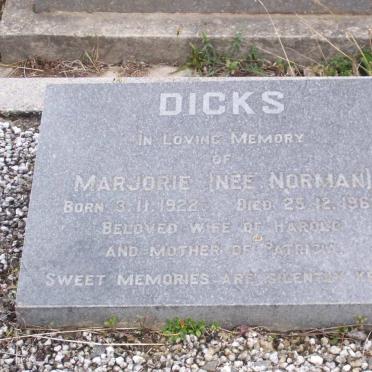 DICKS
IN LOVING MEMORY
OF
MARJORIE (NEE NORMAN)
BORN 3.11.1922 DIED 25.12.196
BELOVED WIFE OF HAROLD
AND MOTHER OF PATRIZIA
SWEET MEMORIES ARE SILENTLY